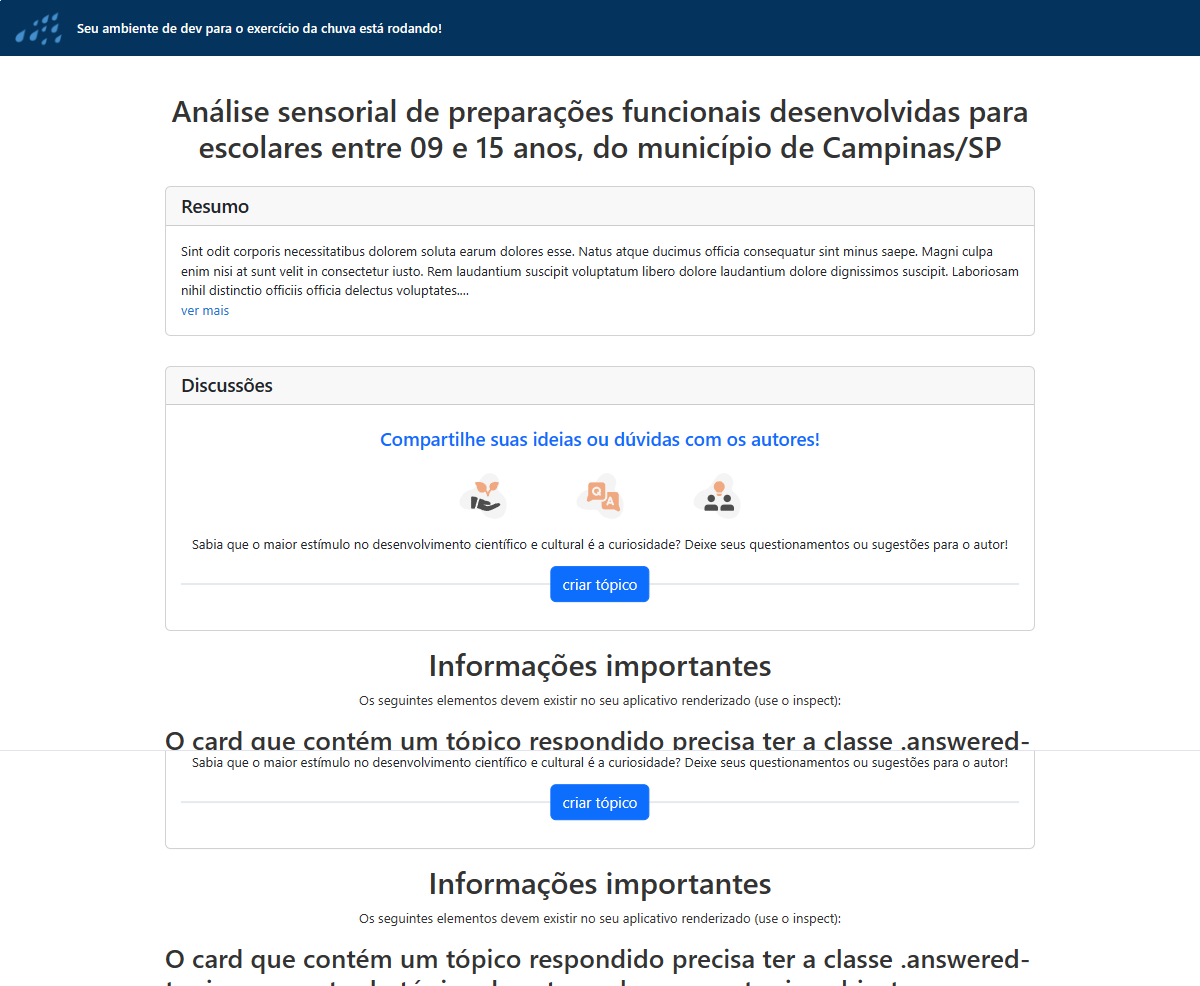 Seu ambiente de dev para o exercício da chuva está rodando!
Análise sensorial de preparações funcionais desenvolvidas para
escolares entre 09 e 15 anos, do município de Campinas/SP
Resumo
Sint odit corporis necessitatibus dolorem soluta earum dolores esse. Natus atque ducimus officia consequatur sint minus saepe. Magni culpa
enim nisi at sunt velit in consectetur iusto. Rem laudantium suscipit voluptatum libero dolore laudantium dolore dignissimos suscipit. Laboriosam
nihil distinctio officiis officia delectus voluptates....
ver mais
Discussões
Compartilhe suas ideias ou dúvidas com os autores!
Q
A
Sabia que o maior estímulo no desenvolvimento científico e cultural é a curiosidade? Deixe seus questionamentos ou sugestões para o autor!
criar tópico
Informações importantes
Os seguintes elementos devem existir no seu aplicativo renderizado (use o inspect):
O card que contém um tópico respondido precisa ter a classe .answered-
Sabia que o maior estímulo no desenvolvimento científico e cultural é a curiosidade? Deixe seus questionamentos ou sugestões para o autor!
criar tópico
Informações importantes
Os seguintes elementos devem existir no seu aplicativo renderizado (use o inspect):
O card que contém um tópico respondido precisa ter a classe .answered-